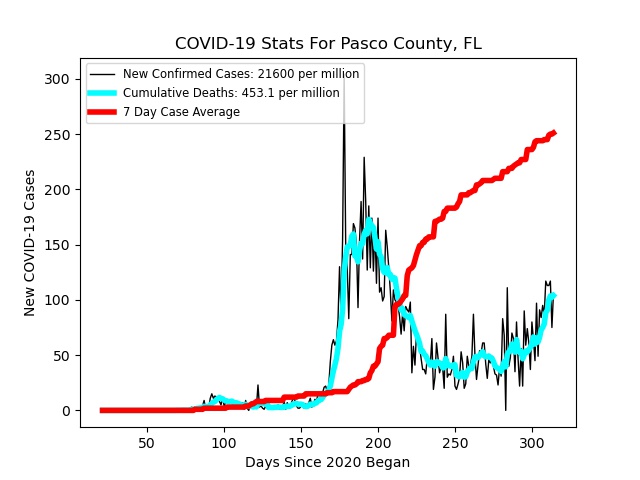 COVID-19 Stats For Pasco County, FL
New Confirmed Cases: 21600 per million
Cumulative Deaths: 453.1 per million
7 Day Case Average
New COVID-19 Cases
300
250
200
150
100
50
0
50 100 150 200 250 300
Days Since 2020 Began